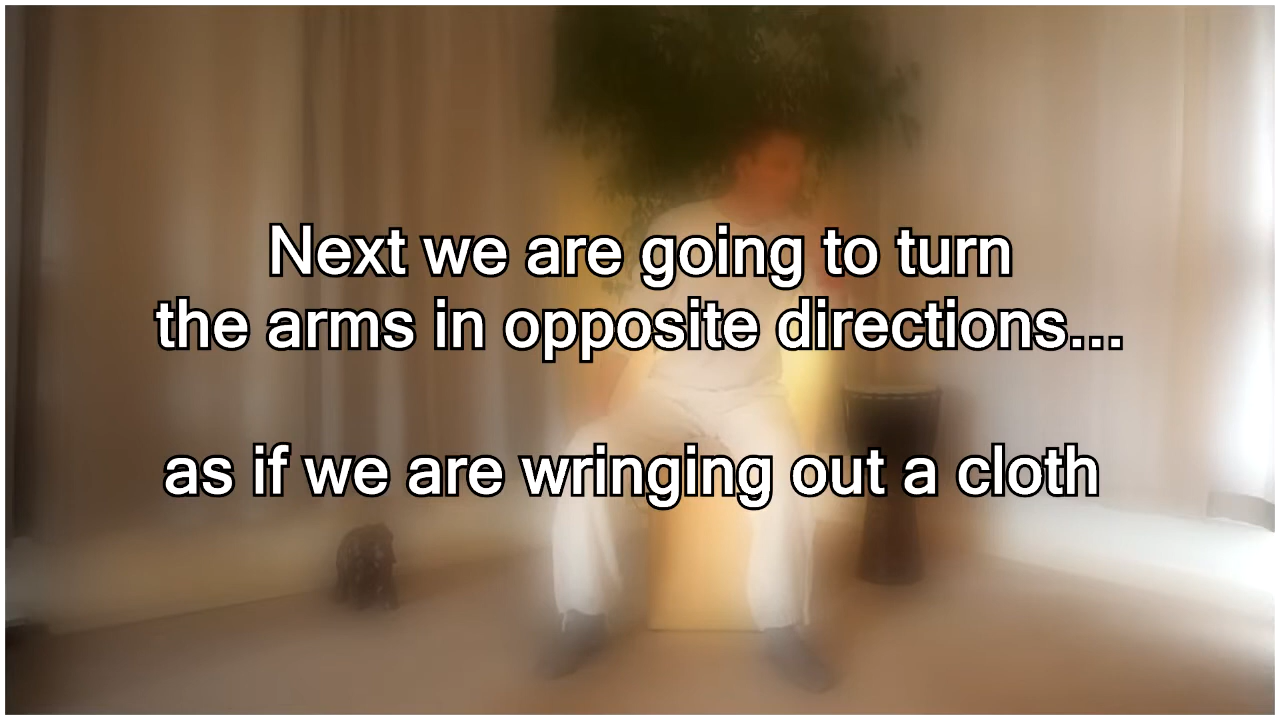 Next we are going to turn
the arms in opposite directions...
as if we are wringing out a cloth